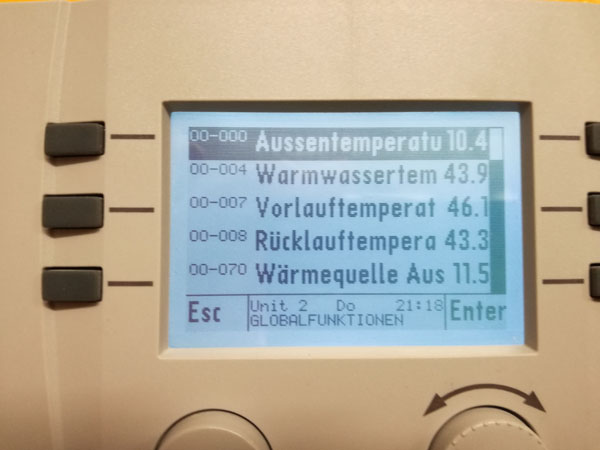 00-000 Aussentemperatu 10.4
00-004 Warmwassertem 43.9
00-007 Vorlauftemperat 46.1
00-008 Rücklauftempera 43.3
00-070 Wärmequelle Aus 11.5
Esc Unit 2 Do 21:18 Enter
GLOBALFUNKTIONEN